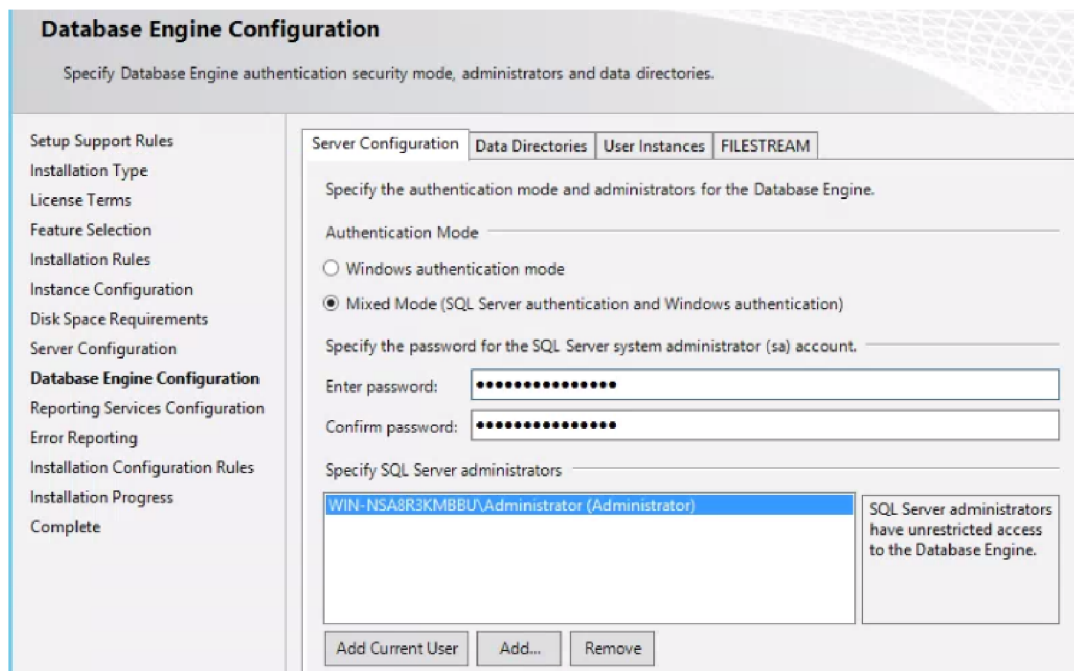 Database Engine Configuration
Specify Database Engine authentication security mode, administrators and data directories.
Setup Support Rules
Installation Type
License Terms
Feature Selection
Installation Rules
Instance Configuration
Disk Space Requirements
Server Configuration
Database Engine Configuration
Reporting Services Configuration
Error Reporting
Installation Configuration Rules
Installation Progress
Complete
Server Configuration Data Directories User Instances FILESTREAM
Specify the authentication mode and administrators for the Database Engine.
Authentication Mode
Windows authentication mode
Mixed Mode (SQL Server authentication and Windows authentication)
Specify the password for the SQL Server system administrator (sa) account.
Enter password: ●●●●●●●●●●●●●●●
Confirm password: ●●●●●●●●●●●●●●●
Specify SQL Server administrators
WIN-NSA8R3KMBBU\Administrator (Administrator)
SQL Server administrators
have unrestricted access
to the Database Engine.
Add Current User Add... Remove